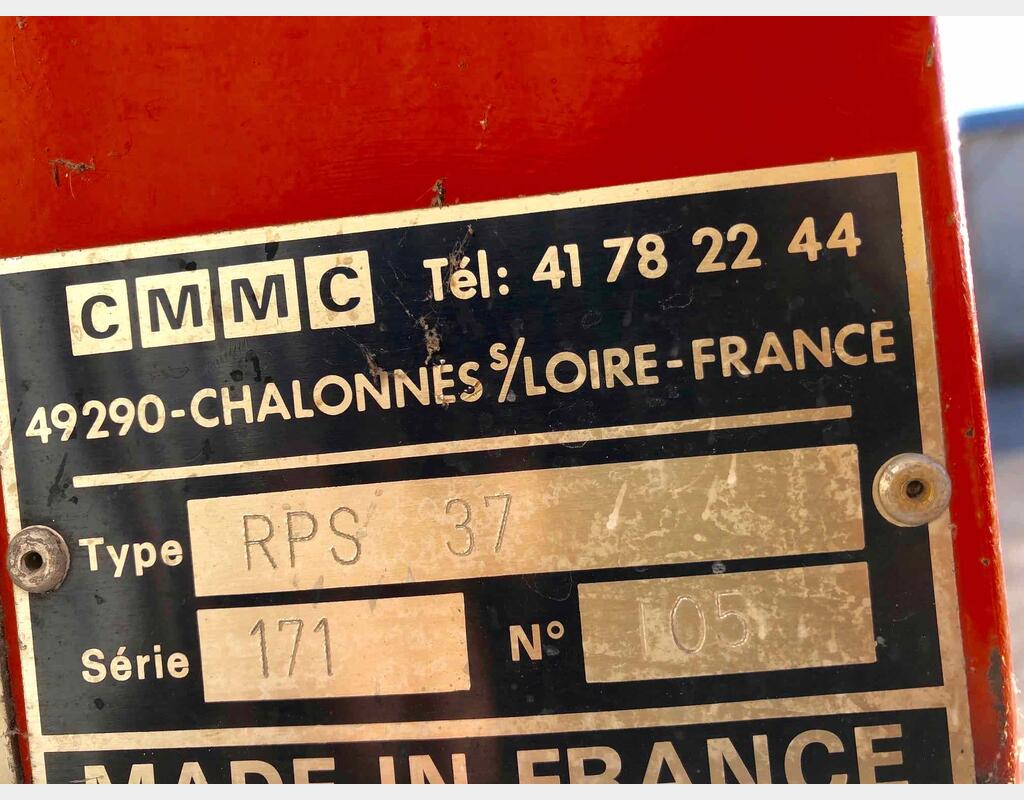 CMMC Tél: 41 78 22 44
49290-CHALONNES S/LOIRE-FRANCE
Type RPS 37
Série 171 N° 105
MADE IN FRANCE